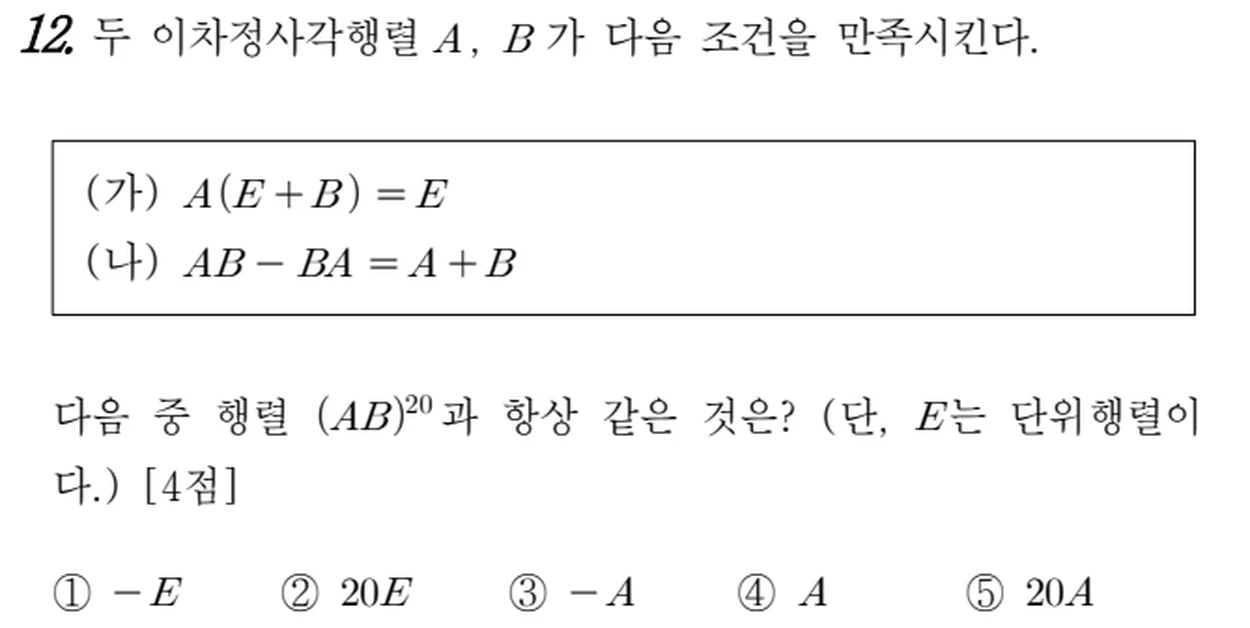 12. 두 이차정사각행렬 A, B가 다음 조건을 만족시킨다.
(가) A(E+B)=E
(나) AB-BA=A+B
다음 중 행렬 (AB)²⁰과 항상 같은 것은? (단, E는 단위행렬이
다.) [4점]
① -E ② 20E ③ -A ④ A ⑤ 20A